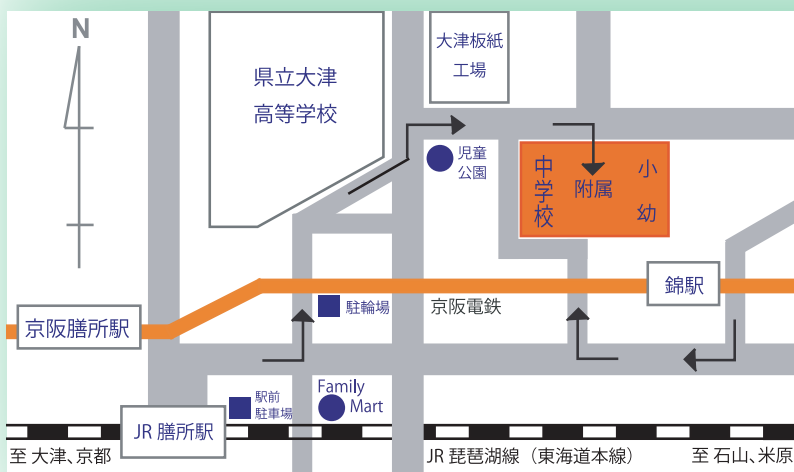 N
県立大津
高等学校
大津板紙
工場
児童
公園
中学校
附属
小
幼
京阪膳所駅
駐輪場
京阪電鉄
錦駅
駅前
駐車場
Family
Mart
JR 膳所駅
至 大津、京都
JR 琵琶湖線（東海道本線）
至 石山、米原